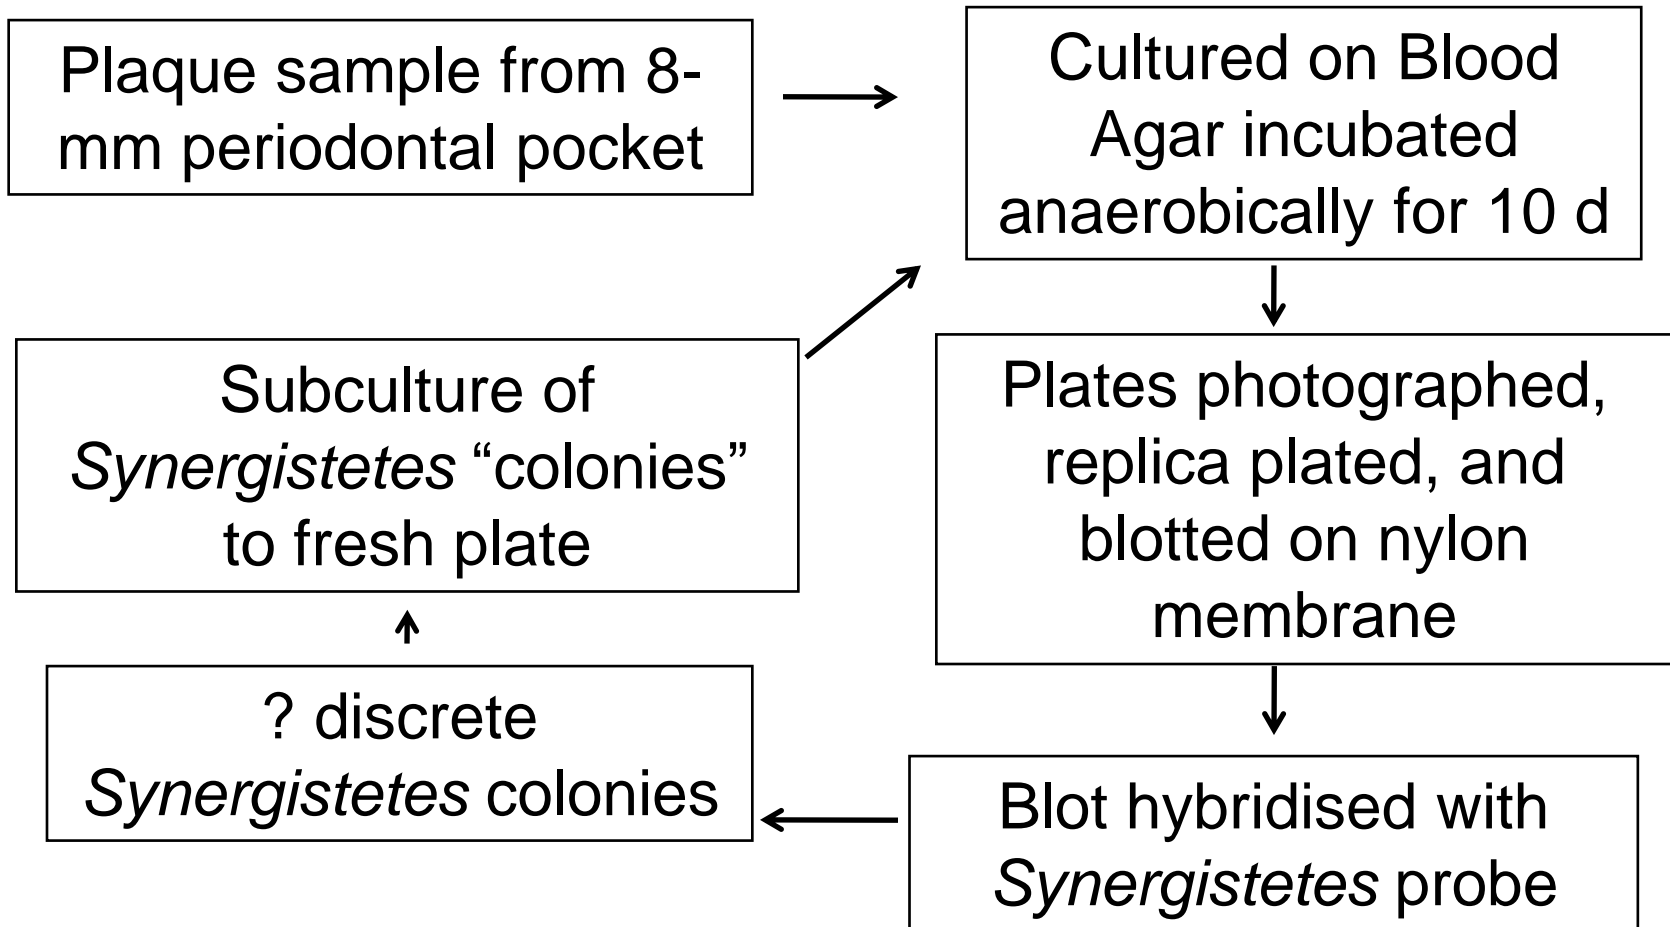 Plaque sample from 8-
mm periodontal pocket
Cultured on Blood
Agar incubated
anaerobically for 10 d
Plates photographed,
replica plated, and
blotted on nylon
membrane
Blot hybridised with
Synergistetes probe
? discrete
Synergistetes colonies
Subculture of
Synergistetes “colonies”
to fresh plate